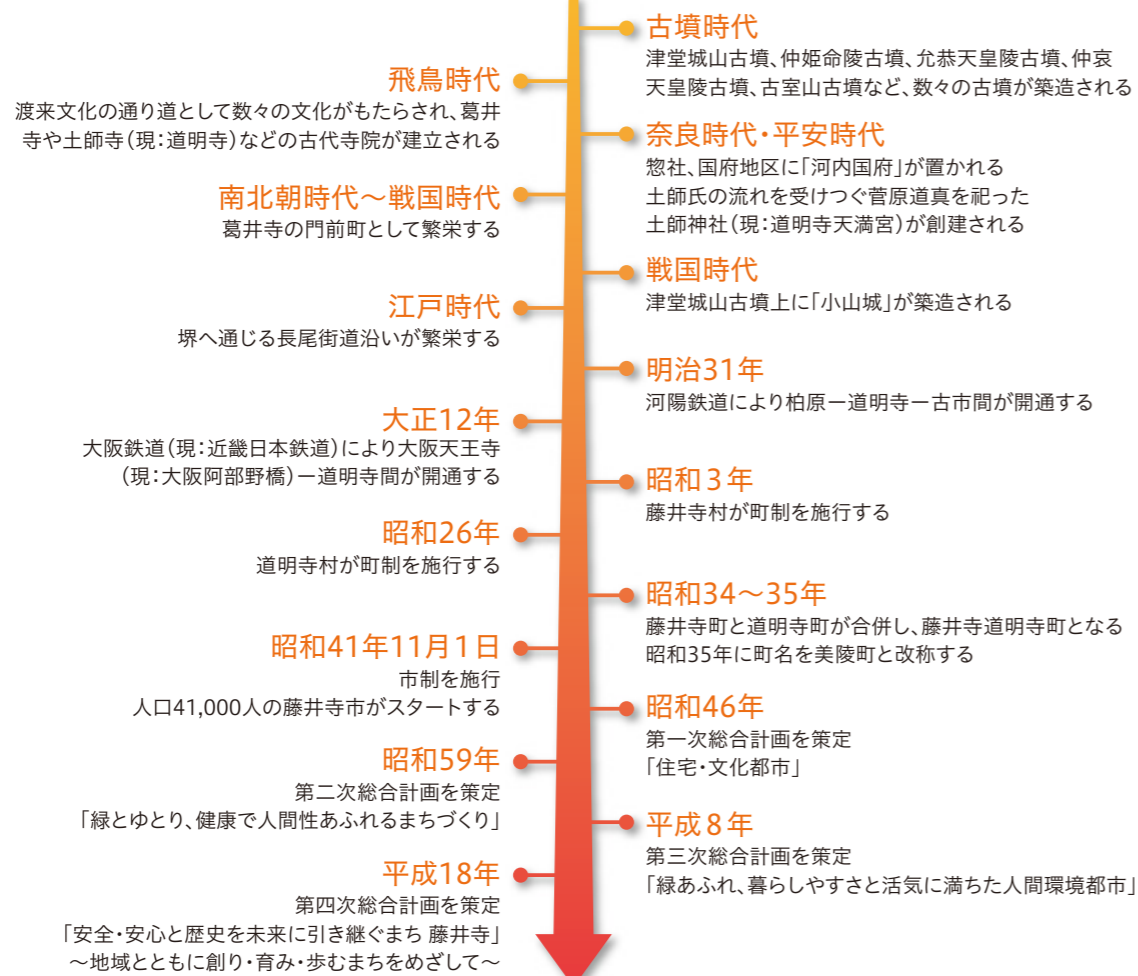 古墳時代
津堂城山古墳、仲姫命陵古墳、允恭天皇陵古墳、仲哀
天皇陵古墳、古室山古墳など、数々の古墳が築造される
飛鳥時代
渡来文化の通り道として数々の文化がもたらされ、葛井
寺や土師寺（現：道明寺）などの古代寺院が建立される
奈良時代・平安時代
惣社、国府地区に「河内国府」が置かれる
土師氏の流れを受けつぐ菅原道真を祀った
土師神社（現：道明寺天満宮）が創建される
南北朝時代～戦国時代
葛井寺の門前町として繁栄する
戦国時代
津堂城山古墳上に「小山城」が築造される
江戸時代
堺へ通じる長尾街道沿いが繁栄する
明治31年
河陽鉄道により柏原ー道明寺ー古市間が開通する
大正12年
大阪鉄道（現：近畿日本鉄道）により大阪天王寺
（現：大阪阿部野橋）ー道明寺間が開通する
昭和３年
藤井寺村が町制を施行する
昭和26年
道明寺村が町制を施行する
昭和34～35年
藤井寺町と道明寺町が合併し、藤井寺道明寺町となる
昭和35年に町名を美陵町と改称する
昭和41年11月１日
市制を施行
人口41,000人の藤井寺市がスタートする
昭和46年
第一次総合計画を策定
「住宅・文化都市」
昭和59年
第二次総合計画を策定
「緑とゆとり、健康で人間性あふれるまちづくり」
平成８年
第三次総合計画を策定
「緑あふれ、暮らしやすさと活気に満ちた人間環境都市」
平成18年
第四次総合計画を策定
「安全・安心と歴史を未来に引き継ぐまち 藤井寺」
～地域とともに創り・育み・歩むまちをめざして～